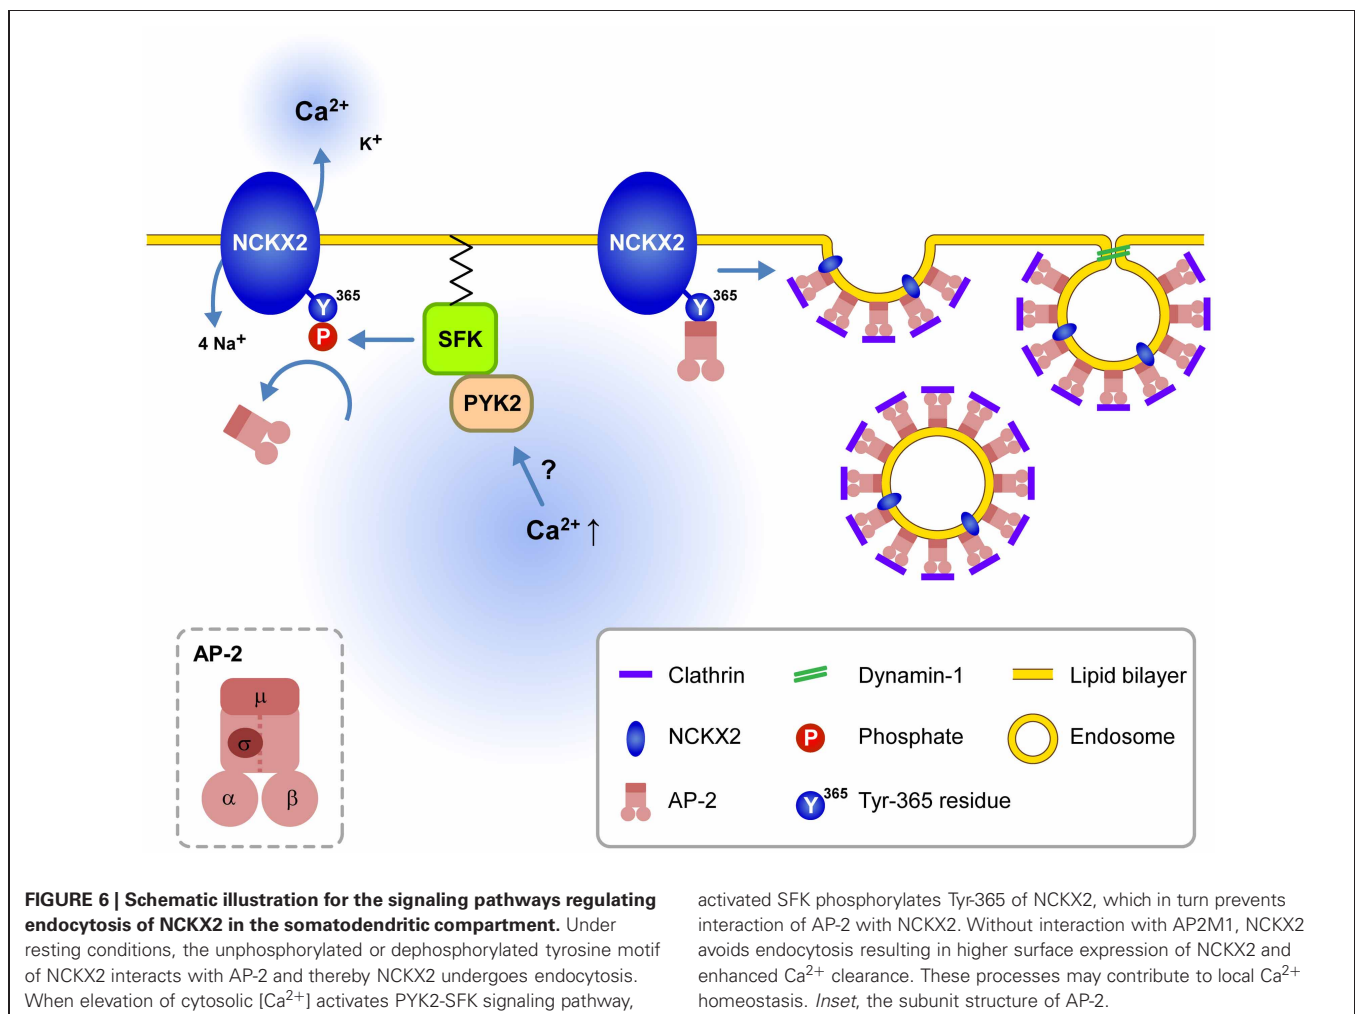 Ca2+
K+
NCKX2
NCKX2
Y 365
P
4 Na+
SFK
PYK2
?
Ca2+ ↑
Y 365
AP-2
μ
σ
α β
Clathrin
Dynamin-1
Lipid bilayer
NCKX2
P Phosphate
Endosome
AP-2
Y 365 Tyr-365 residue
FIGURE 6 | Schematic illustration for the signaling pathways regulating
endocytosis of NCKX2 in the somatodendritic compartment. Under
resting conditions, the unphosphorylated or dephosphorylated tyrosine motif
of NCKX2 interacts with AP-2 and thereby NCKX2 undergoes endocytosis.
When elevation of cytosolic [Ca2+] activates PYK2-SFK signaling pathway,
activated SFK phosphorylates Tyr-365 of NCKX2, which in turn prevents
interaction of AP-2 with NCKX2. Without interaction with AP2M1, NCKX2
avoids endocytosis resulting in higher surface expression of NCKX2 and
enhanced Ca2+ clearance. These processes may contribute to local Ca2+
homeostasis. Inset, the subunit structure of AP-2.